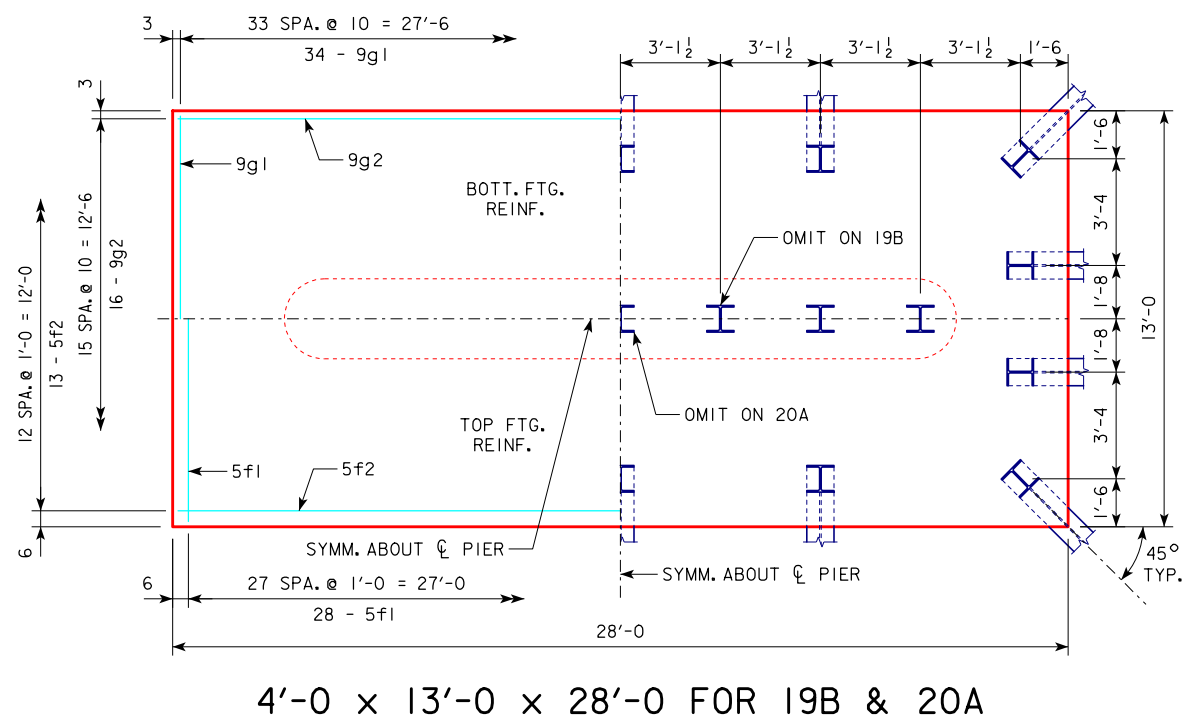 3
33 SPA. @ 10 = 27'-6
34 - 9g1
3'-1½
3'-1½
3'-1½
3'-1½
1'-6
3
9g1
9g2
BOTT. FTG.
REINF.
15 SPA. @ 10 = 12'-6
16 - 9g2
12 SPA. @ 1'-0 = 12'-0
13 - 5f2
6
OMIT ON 19B
OMIT ON 20A
TOP FTG.
REINF.
5f1
5f2
1'-6
3'-4
1'-8
1'-8
3'-4
1'-6
13'-0
SYMM. ABOUT ℄ PIER
SYMM. ABOUT ℄ PIER
45°
TYP.
6
27 SPA. @ 1'-0 = 27'-0
28 - 5f1
28'-0
4'-0 x 13'-0 x 28'-0 FOR 19B & 20A